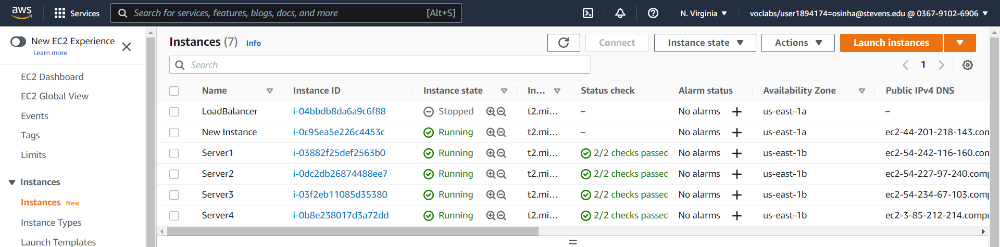 aws Services Search for services, features, blogs, docs, and more [Alt+S] N. Virginia voclabs/user1894174=osinha@stevens.edu @ 0367-9102-6906
New EC2 Experience
Learn more
EC2 Dashboard
EC2 Global View
Events
Tags
Limits
Instances
Instances New
Instance Types
Launch Templates
Instances (7) Info Connect Instance state Actions Launch instances
Search 1
Name Instance ID Instance state In... Status check Alarm status Availability Zone Public IPv4 DNS
LoadBalancer i-04bbdb8da6a9c6f88 Stopped t2.mi... – No alarms + us-east-1a –
New Instance i-0c95ea5e226c4453c Running t2.mi... – No alarms + us-east-1a ec2-44-201-218-143.com
Server1 i-03882f25def2563b0 Running t2.mi... 2/2 checks passed No alarms + us-east-1b ec2-54-242-116-160.com
Server2 i-0dc2db26874488ee7 Running t2.mi... 2/2 checks passed No alarms + us-east-1b ec2-54-227-97-240.comp
Server3 i-03f2eb11085d35380 Running t2.mi... 2/2 checks passed No alarms + us-east-1b ec2-54-234-67-103.comp
Server4 i-0b8e238017d3a72dd Running t2.mi... 2/2 checks passed No alarms + us-east-1b ec2-3-85-212-214.compu